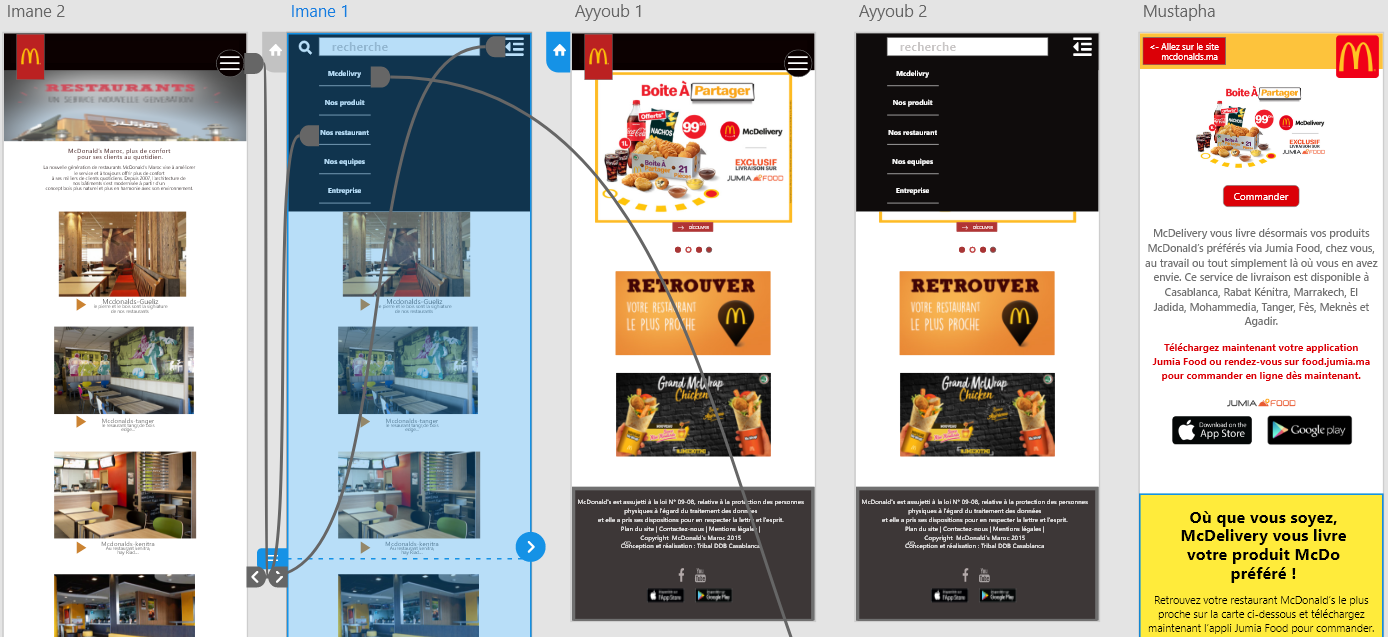 Imane 2
RESTAURANTS
UN SERVICE NOUVELLE GENERATION
McDonald's Maroc, plus de confort
pour ses clients au quotidien.
Mcdonalds-Gueliz
Mcdonalds-tanger
Mcdonalds-kenitra
Imane 1
recherche
Mcdelivry
Nos produit
Nos restaurant
Nos equipes
Entreprise
Mcdonalds-Gueliz
Mcdonalds-tanger
Mcdonalds-kenitra
Ayyoub 1
Boite À Partager
Offerts*
NACHOS
99
1L
McDelivery
Boite À
Partager
21
EXCLUSIF
LIVRAISON SUR
JUMIA FOOD
DÉCOUVRIR
RETROUVER
VOTRE RESTAURANT
LE PLUS PROCHE
Grand McWrap
Chicken
McDonald's est assujetti à la loi N° 09-08, relative à la protection des personnes
physiques à l'égard du traitement des données
et elle a pris ses dispositions pour en respecter la lettre et l'esprit.
Plan du site | Contactez-nous | Mentions légales |
Copyright McDonald's Maroc 2015
Conception et réalisation : Tribal DDB Casablanca
You
App Store
Google Play
Ayyoub 2
recherche
Mcdelivry
Nos produit
Nos restaurant
Nos equipes
Entreprise
DÉCOUVRIR
RETROUVER
VOTRE RESTAURANT
LE PLUS PROCHE
Grand McWrap
Chicken
McDonald's est assujetti à la loi N° 09-08, relative à la protection des personnes
physiques à l'égard du traitement des données
et elle a pris ses dispositions pour en respecter la lettre et l'esprit.
Plan du site | Contactez-nous | Mentions légales |
Copyright McDonald's Maroc 2015
Conception et réalisation : Tribal DDB Casablanca
You
App Store
Google Play
Mustapha
<- Allez sur le site
mcdonalds.ma
Boite À Partager
99
McDelivery
EXCLUSIF
LIVRAISON SUR
JUMIA FOOD
Commander
McDelivery vous livre désormais vos produits
McDonald's préférés via Jumia Food, chez vous,
au travail ou tout simplement là où vous en avez
envie. Ce service de livraison est disponible à
Casablanca, Rabat Kénitra, Marrakech, El
Jadida, Mohammedia, Tanger, Fès, Meknès et
Agadir.
Téléchargez maintenant votre application
Jumia Food ou rendez-vous sur food.jumia.ma
pour commander en ligne dès maintenant.
JUMIA FOOD
Download on the
App Store
Google play
Où que vous soyez,
McDelivery vous livre
votre produit McDo
préféré !
Retrouvez votre restaurant McDonald's le plus
proche sur la carte ci-dessous et téléchargez
maintenant l'appli Jumia Food pour commander.